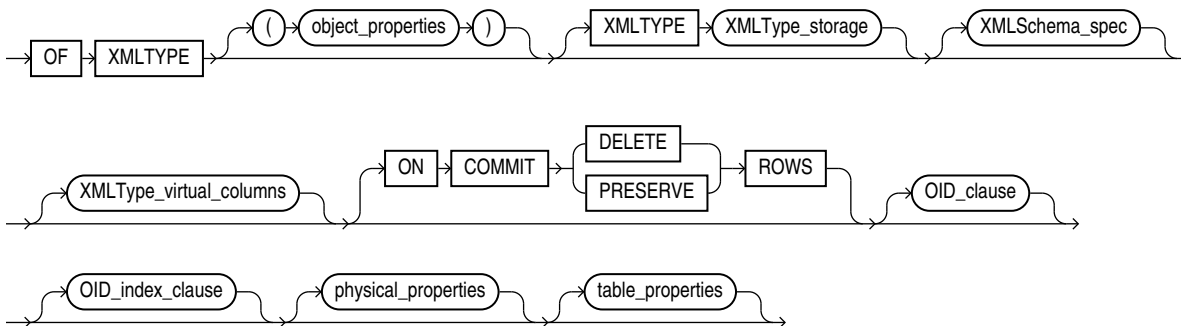 ( object_properties ) XMLTYPE XMLType_storage XMLSchema_spec
OF XMLTYPE
DELETE
XMLType_virtual_columns ON COMMIT ROWS OID_clause
PRESERVE
OID_index_clause physical_properties table_properties